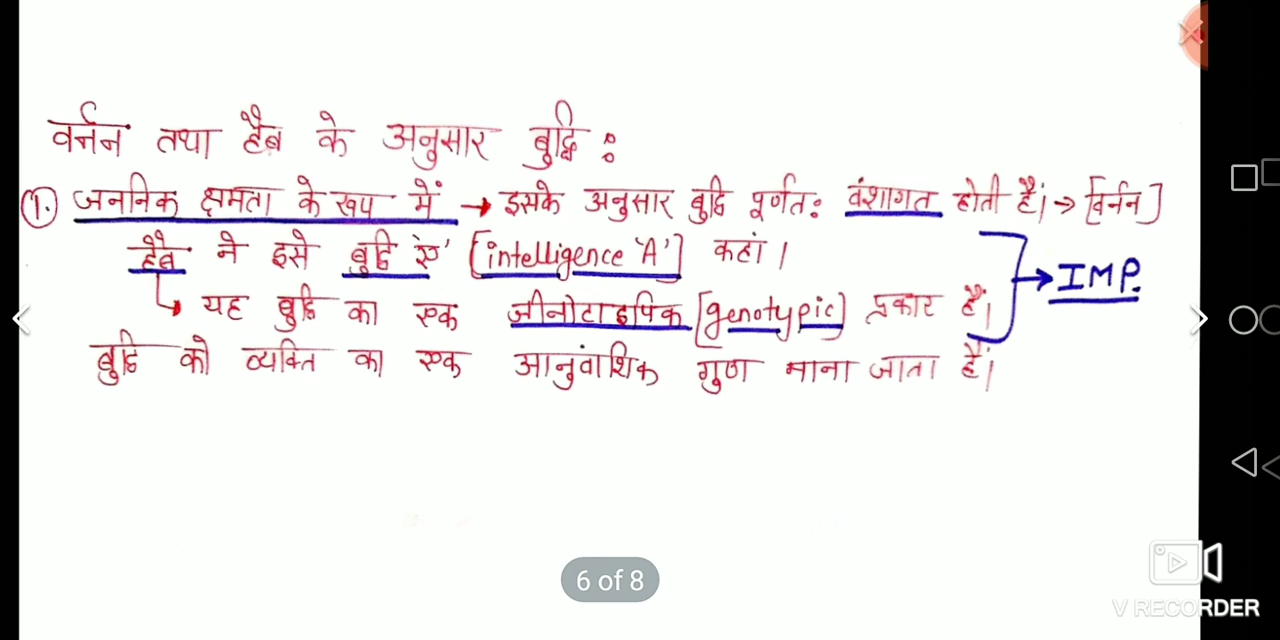 वर्नन तथा हैब के अनुसार बुद्धि :
1. जननिक क्षमता के रूप में → इसके अनुसार बुद्धि पूर्णतः वंशागत होती है। → [वर्नन]
हैब ने इसे बुद्धि 'ए' [intelligence 'A'] कहां।
→ यह बुद्धि का एक जीनोटाइपिक [genotypic] प्रकार है। → IMP.
बुद्धि को व्यक्ति का एक आनुंवाशिक गुण माना जाता है।
6 of 8
V RECORDER